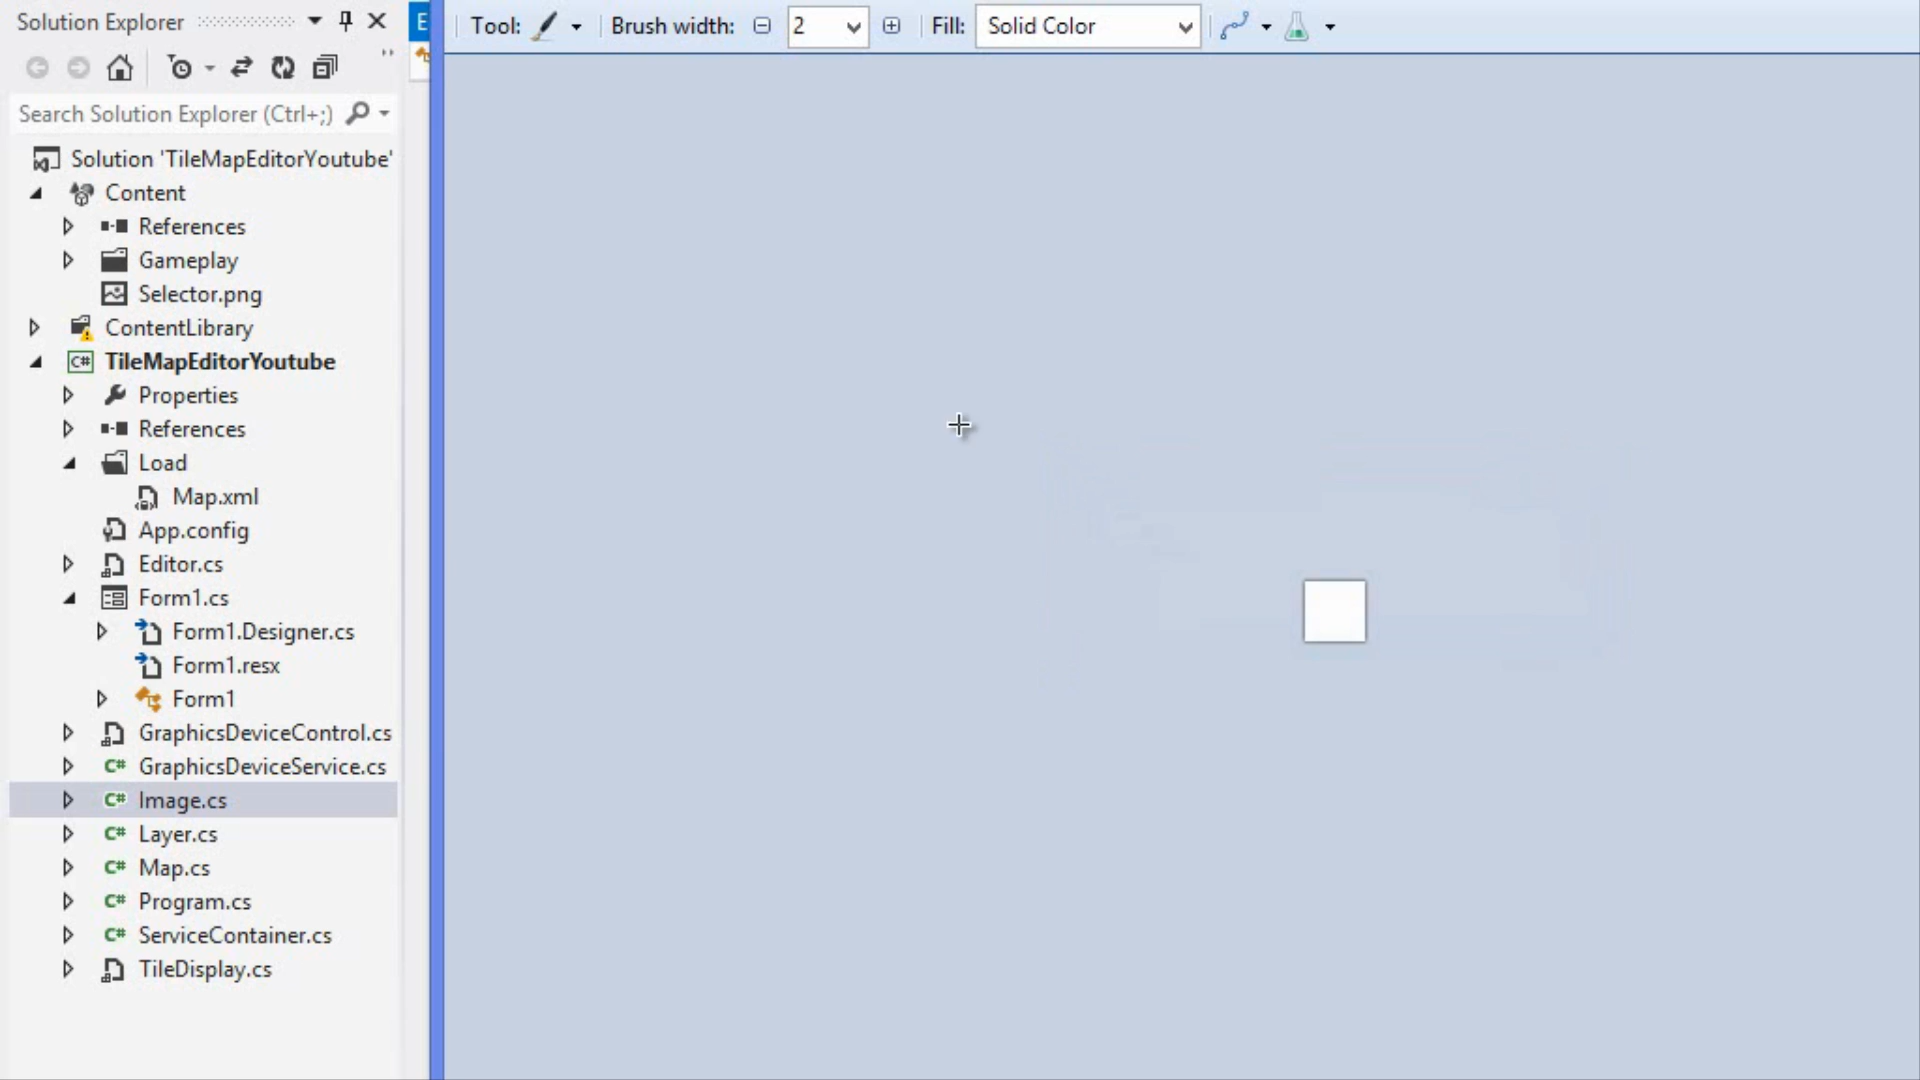 Solution Explorer
Search Solution Explorer (Ctrl+;)
Solution 'TileMapEditorYoutube'
Content
References
Gameplay
Selector.png
ContentLibrary
C# TileMapEditorYoutube
Properties
References
Load
Map.xml
App.config
Editor.cs
Form1.cs
Form1.Designer.cs
Form1.resx
Form1
GraphicsDeviceControl.cs
C# GraphicsDeviceService.cs
C# Image.cs
C# Layer.cs
C# Map.cs
C# Program.cs
C# ServiceContainer.cs
TileDisplay.cs
E
Tool: Brush width: 2 Fill: Solid Color